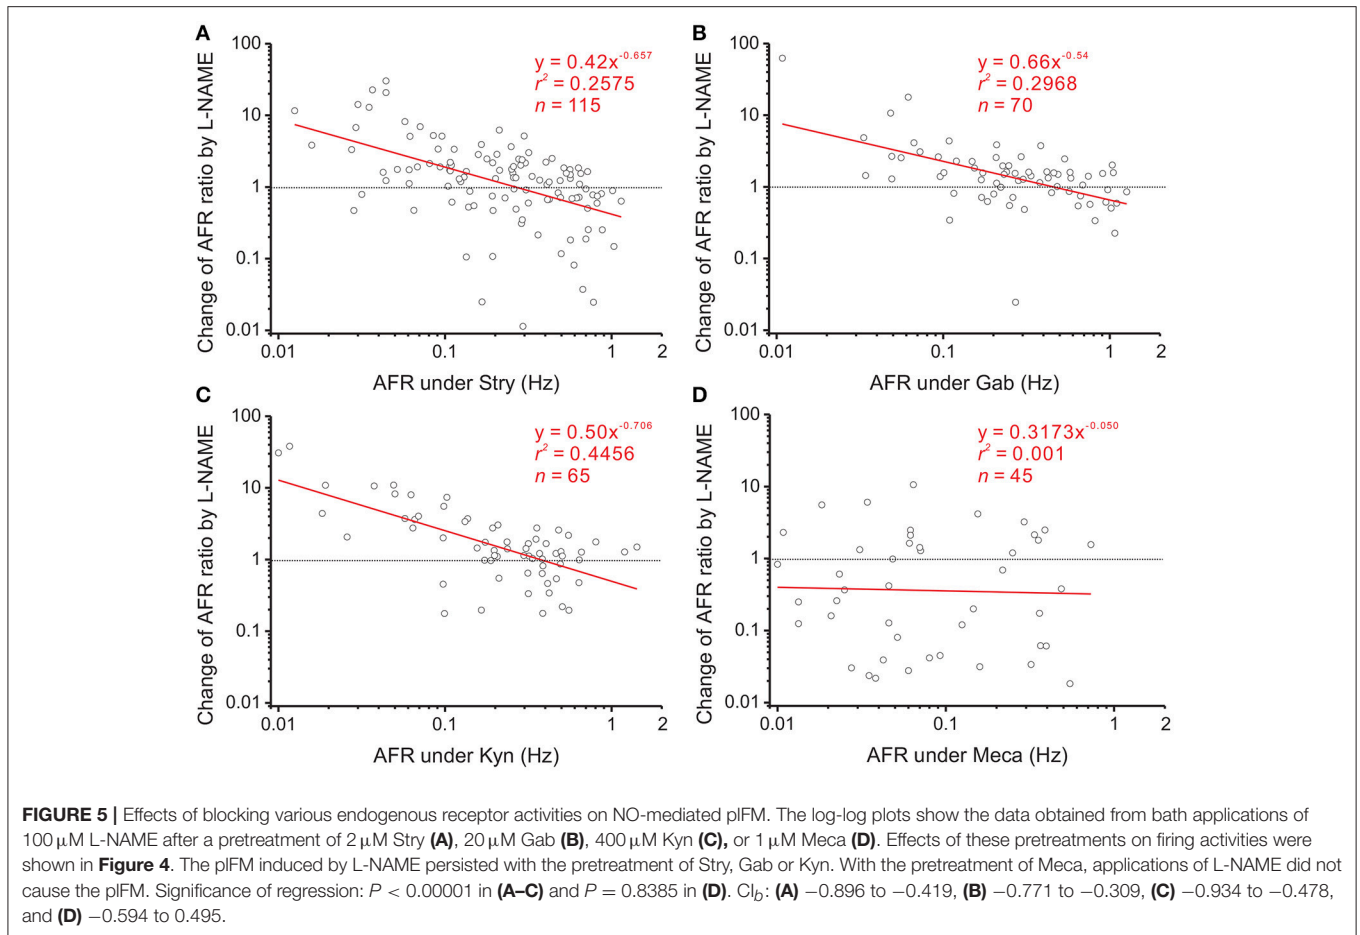 A
Change of AFR ratio by L-NAME
100
10
1
0.1
0.01
y = 0.42x^-0.657
r² = 0.2575
n = 115
0.01 0.1 1 2
AFR under Stry (Hz)
B
Change of AFR ratio by L-NAME
100
10
1
0.1
0.01
y = 0.66x^-0.54
r² = 0.2968
n = 70
0.01 0.1 1 2
AFR under Gab (Hz)
C
Change of AFR ratio by L-NAME
100
10
1
0.1
0.01
y = 0.50x^-0.706
r² = 0.4456
n = 65
0.01 0.1 1 2
AFR under Kyn (Hz)
D
Change of AFR ratio by L-NAME
100
10
1
0.1
0.01
y = 0.3173x^-0.050
r² = 0.001
n = 45
0.01 0.1 1 2
AFR under Meca (Hz)
FIGURE 5 | Effects of blocking various endogenous receptor activities on NO-mediated pIFM. The log-log plots show the data obtained from bath applications of
100 μM L-NAME after a pretreatment of 2 μM Stry (A), 20 μM Gab (B), 400 μM Kyn (C), or 1 μM Meca (D). Effects of these pretreatments on firing activities were
shown in Figure 4. The pIFM induced by L-NAME persisted with the pretreatment of Stry, Gab or Kyn. With the pretreatment of Meca, applications of L-NAME did not
cause the pIFM. Significance of regression: P < 0.00001 in (A–C) and P = 0.8385 in (D). CIb: (A) −0.896 to −0.419, (B) −0.771 to −0.309, (C) −0.934 to −0.478,
and (D) −0.594 to 0.495.